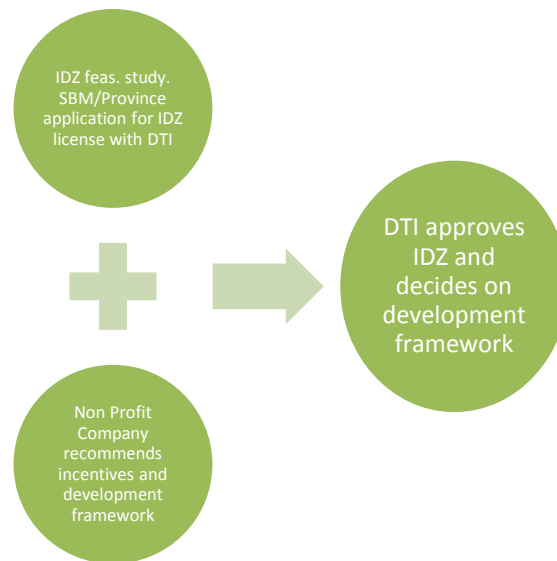 IDZ feas. study.
SBM/Province
application for IDZ
license with DTI
DTI approves
IDZ and
decides on
development
framework
Non Profit
Company
recommends
incentives and
development
framework